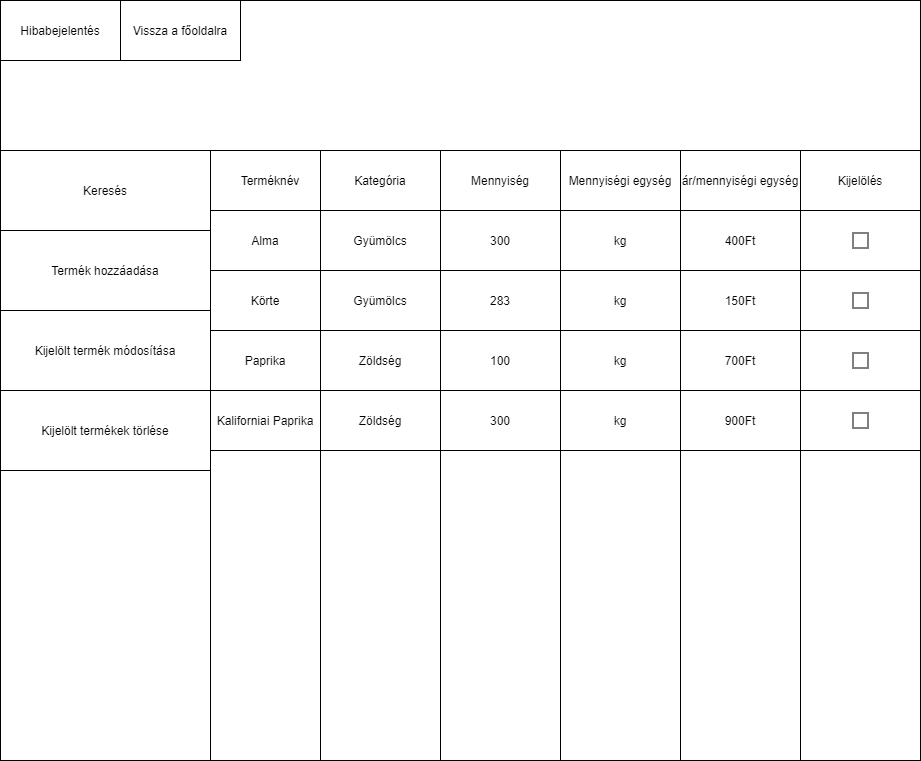 Hibabejelentés
Vissza a főoldalra
Keresés
Termék hozzáadása
Kijelölt termék módosítása
Kijelölt termékek törlése
Terméknév Kategória Mennyiség Mennyiségi egység ár/mennyiségi egység Kijelölés
Alma Gyümölcs 300 kg 400Ft
Körte Gyümölcs 283 kg 150Ft
Paprika Zöldség 100 kg 700Ft
Kaliforniai Paprika Zöldség 300 kg 900Ft